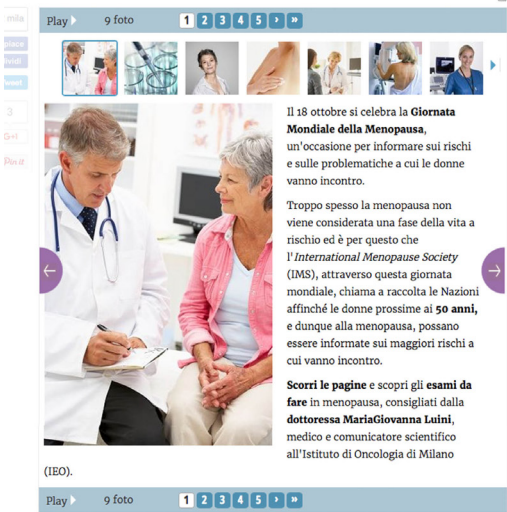 mila
Play
9 foto
1 2 3 4 5 › »
place
ividi
tweet
3
G+1
Pin it
Il 18 ottobre si celebra la Giornata
Mondiale della Menopausa,
un'occasione per informare sui rischi
e sulle problematiche a cui le donne
vanno incontro.
Troppo spesso la menopausa non
viene considerata una fase della vita a
rischio ed è per questo che
l'International Menopause Society
(IMS), attraverso questa giornata
mondiale, chiama a raccolta le Nazioni
affinché le donne prossime ai 50 anni,
e dunque alla menopausa, possano
essere informate sui maggiori rischi a
cui vanno incontro.
Scorri le pagine e scopri gli esami da
fare in menopausa, consigliati dalla
dottoressa MariaGiovanna Luini,
medico e comunicatore scientifico
all'Istituto di Oncologia di Milano
(IEO).
Play
9 foto
1 2 3 4 5 › »